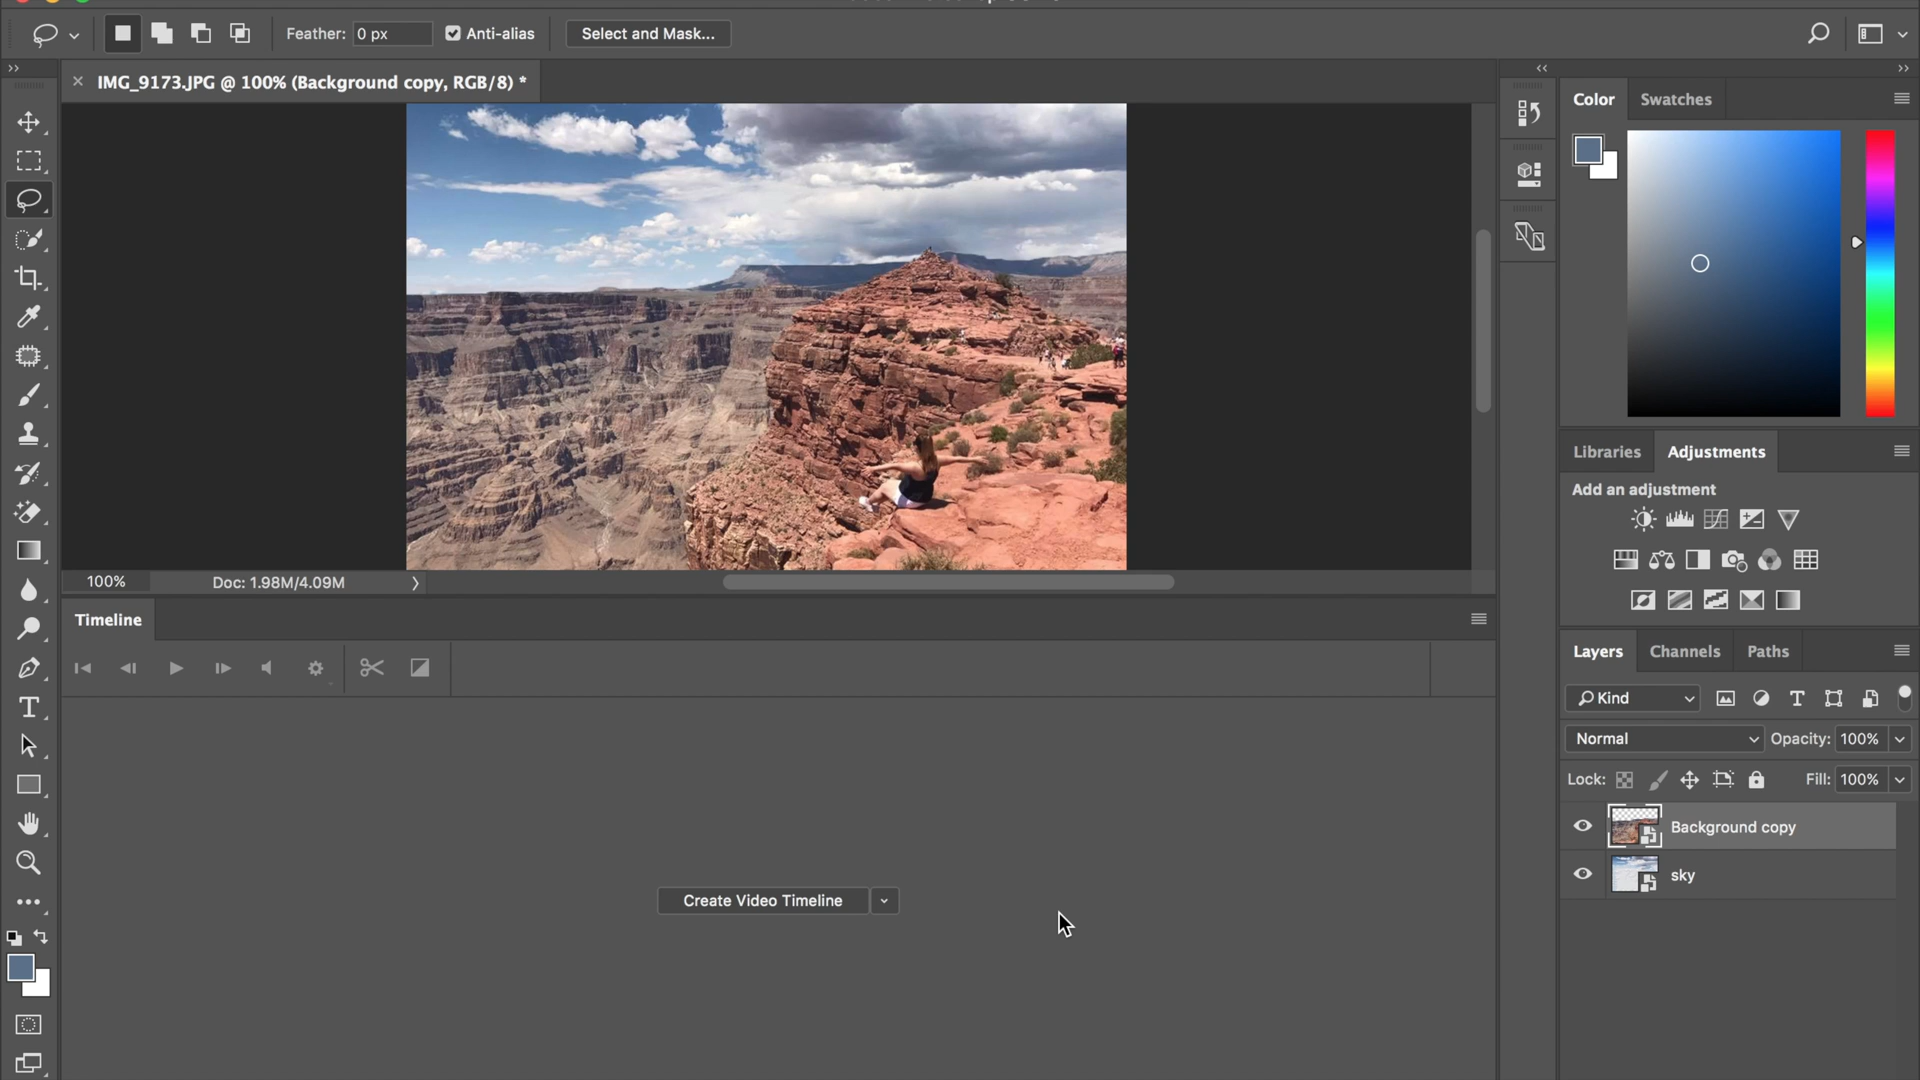 Feather: 0 px Anti-alias Select and Mask...
IMG_9173.JPG @ 100% (Background copy, RGB/8) *
Color Swatches
Libraries Adjustments
Add an adjustment
100% Doc: 1.98M/4.09M
Timeline
Layers Channels Paths
Kind
Normal Opacity: 100%
Lock: Fill: 100%
Background copy
sky
Create Video Timeline